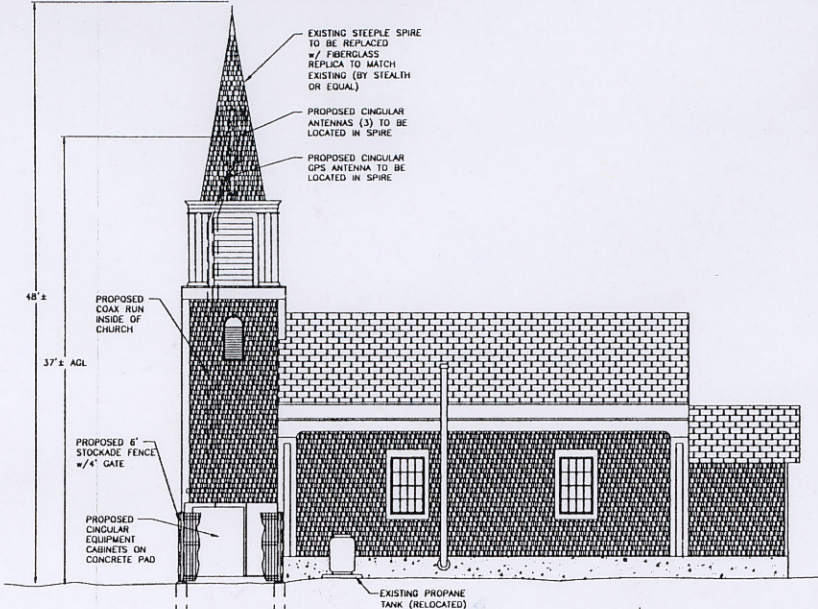 EXISTING STEEPLE SPIRE
TO BE REPLACED
w/ FIBERGLASS
REPLICA TO MATCH
EXISTING (BY STEALTH
OR EQUAL)
PROPOSED CINGULAR
ANTENNAS (3) TO BE
LOCATED IN SPIRE
PROPOSED CINGULAR
GPS ANTENNA TO BE
LOCATED IN SPIRE
48'±
PROPOSED
COAX RUN
INSIDE OF
CHURCH
37'± AGL
PROPOSED 6'
STOCKADE FENCE
w/4' GATE
PROPOSED
CINGULAR
EQUIPMENT
CABINETS ON
CONCRETE PAD
EXISTING PROPANE
TANK (RELOCATED)